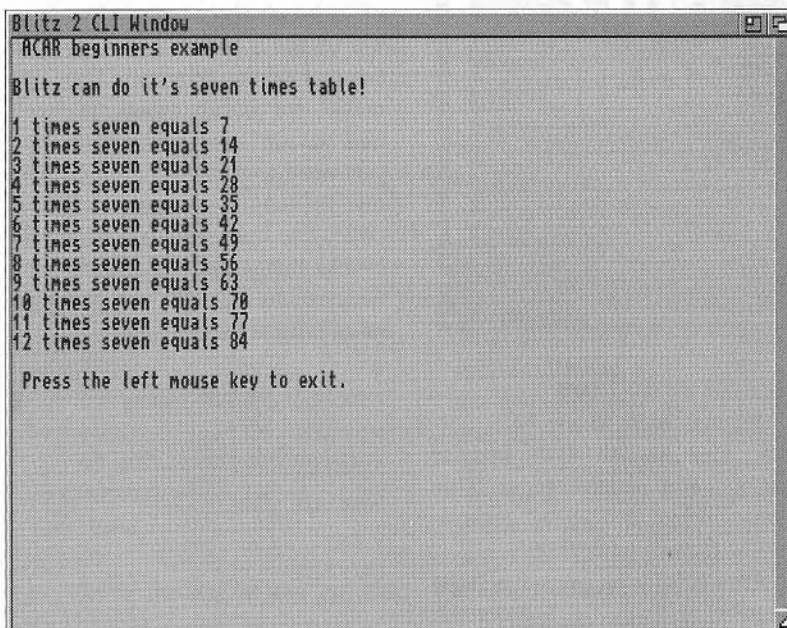 Blitz 2 CLI Window
ACAR beginners example
Blitz can do it's seven times table!
1 times seven equals 7
2 times seven equals 14
3 times seven equals 21
4 times seven equals 28
5 times seven equals 35
6 times seven equals 42
7 times seven equals 49
8 times seven equals 56
9 times seven equals 63
10 times seven equals 70
11 times seven equals 77
12 times seven equals 84
Press the left mouse key to exit.